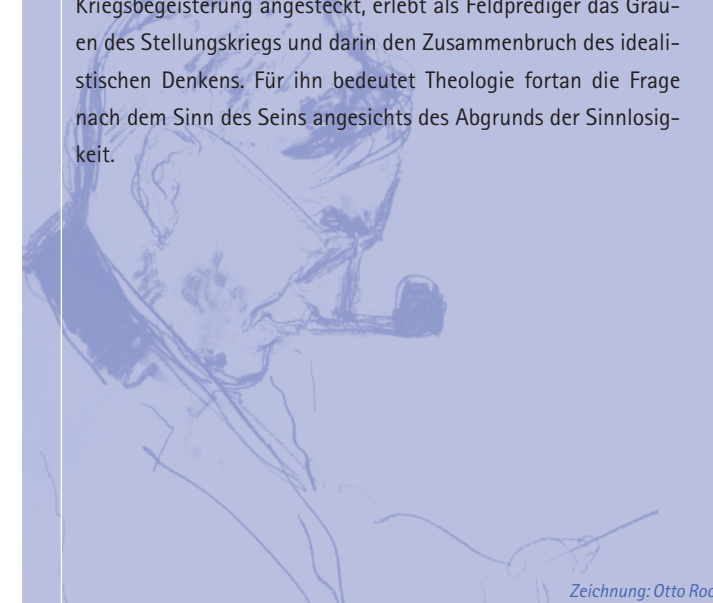 Kriegsbegeisterung angesteckt, erlebt als Feldprediger das Grau-
en des Stellungskriegs und darin den Zusammenbruch des ideali-
stischen Denkens. Für ihn bedeutet Theologie fortan die Frage
nach dem Sinn des Seins angesichts des Abgrunds der Sinnlosig-
keit.
Zeichnung: Otto